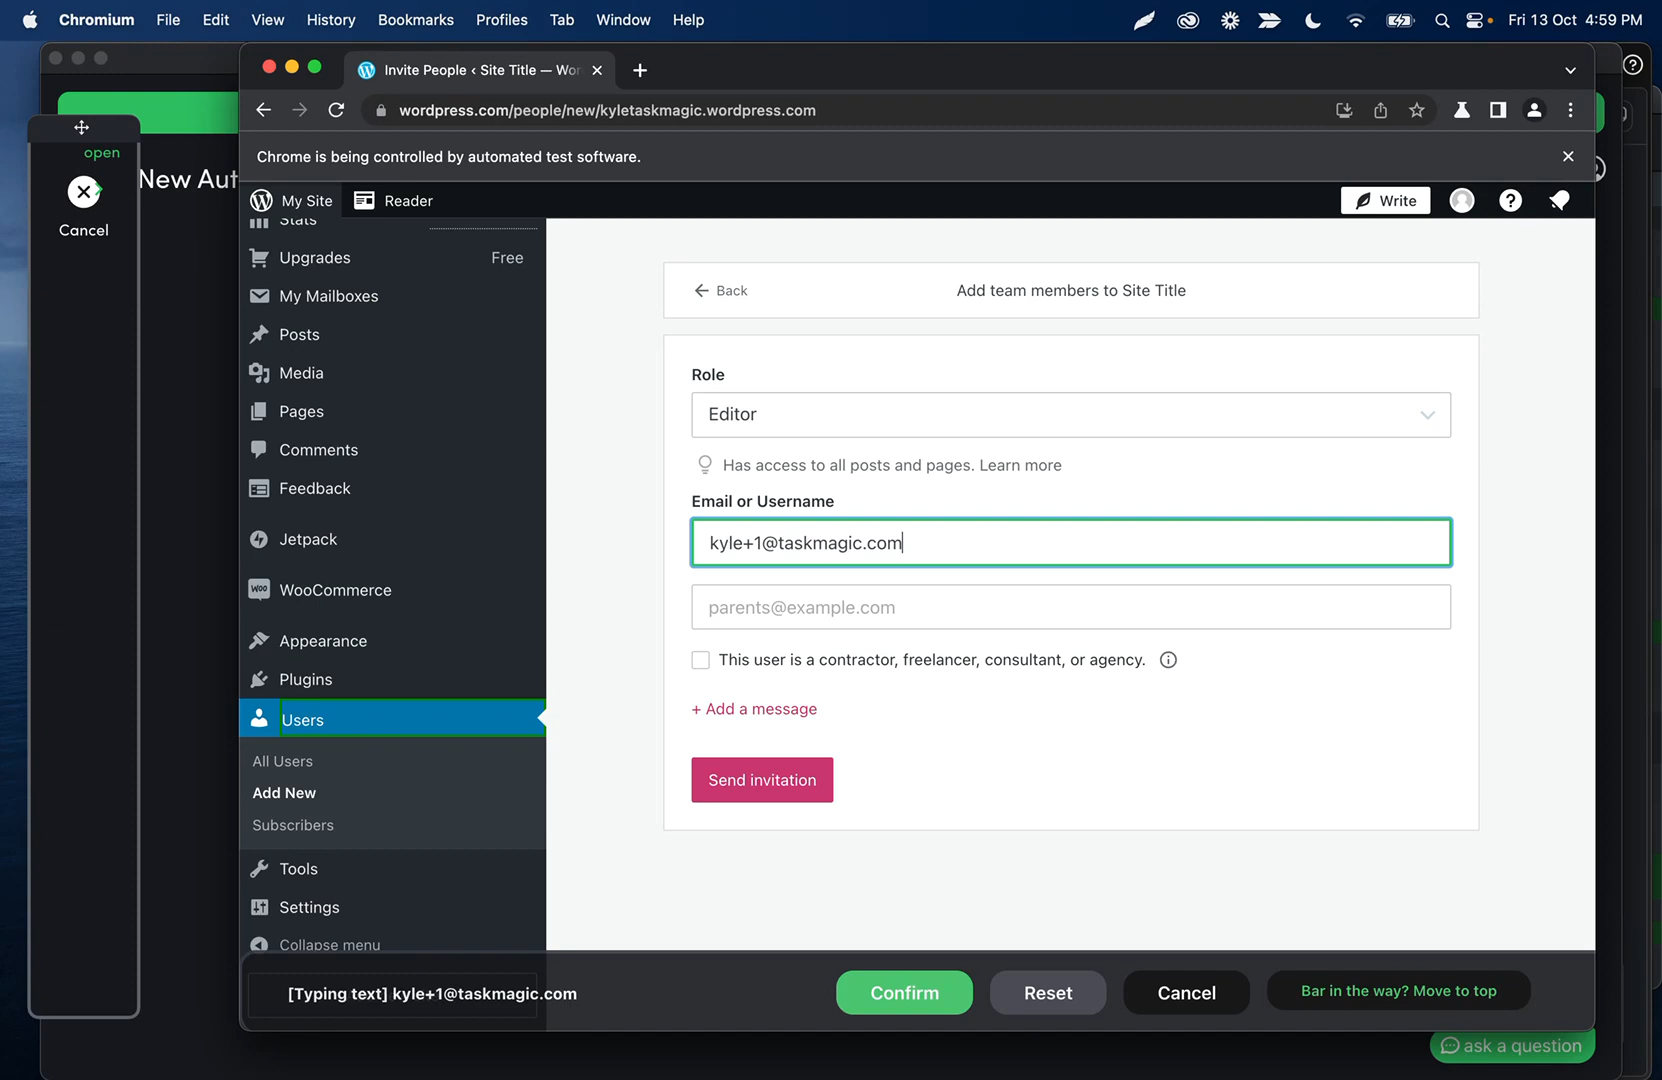 Chromium File Edit View History Bookmarks Profiles Tab Window Help Fri 13 Oct 4:59 PM
Invite People ‹ Site Title — Wor
wordpress.com/people/new/kyletaskmagic.wordpress.com
Chrome is being controlled by automated test software.
open
Cancel
New Aut
My Site Reader Write
Stats
Upgrades Free
My Mailboxes
Posts
Media
Pages
Comments
Feedback
Jetpack
WooCommerce
Appearance
Plugins
Users
All Users
Add New
Subscribers
Tools
Settings
Collapse menu
Back Add team members to Site Title
Role
Editor
Has access to all posts and pages. Learn more
Email or Username
kyle+1@taskmagic.com
parents@example.com
This user is a contractor, freelancer, consultant, or agency.
+ Add a message
Send invitation
[Typing text] kyle+1@taskmagic.com Confirm Reset Cancel Bar in the way? Move to top
ask a question